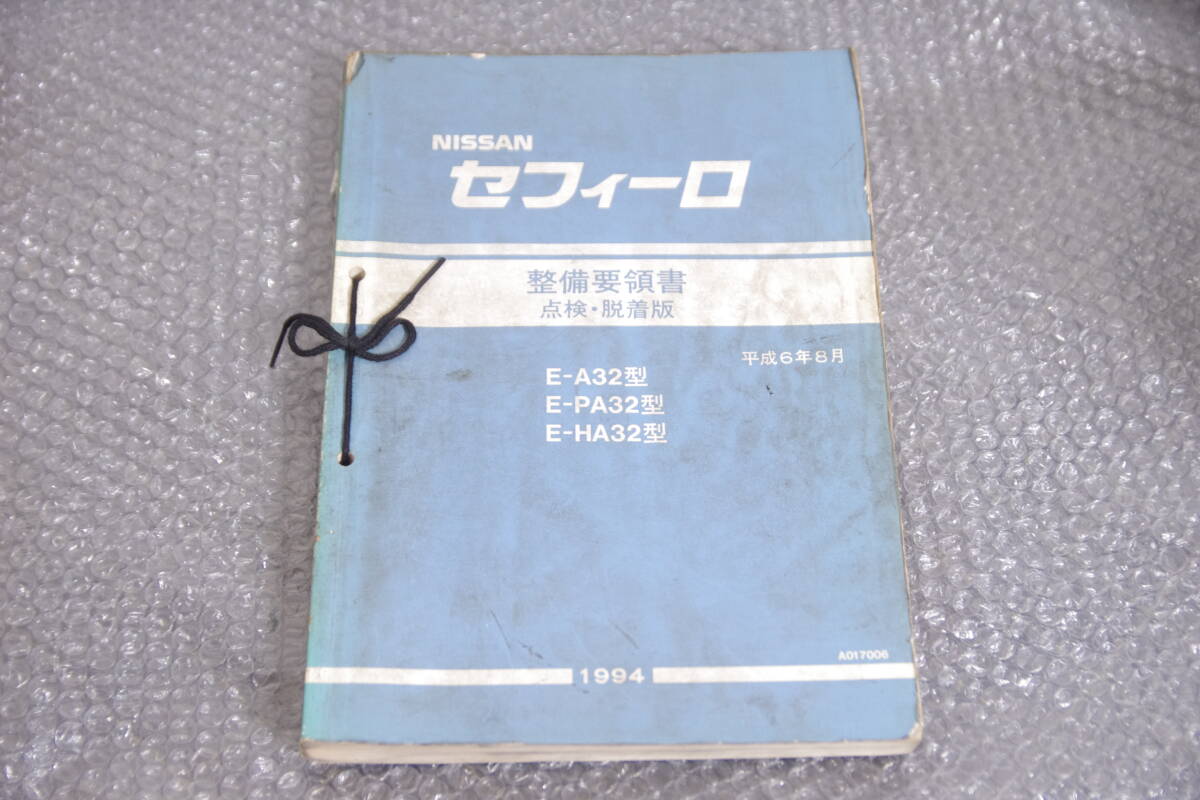 NISSAN
セフィーロ
整備要領書
点検・脱着版
平成6年8月
E-A32型
E-PA32型
E-HA32型
A017006
1994